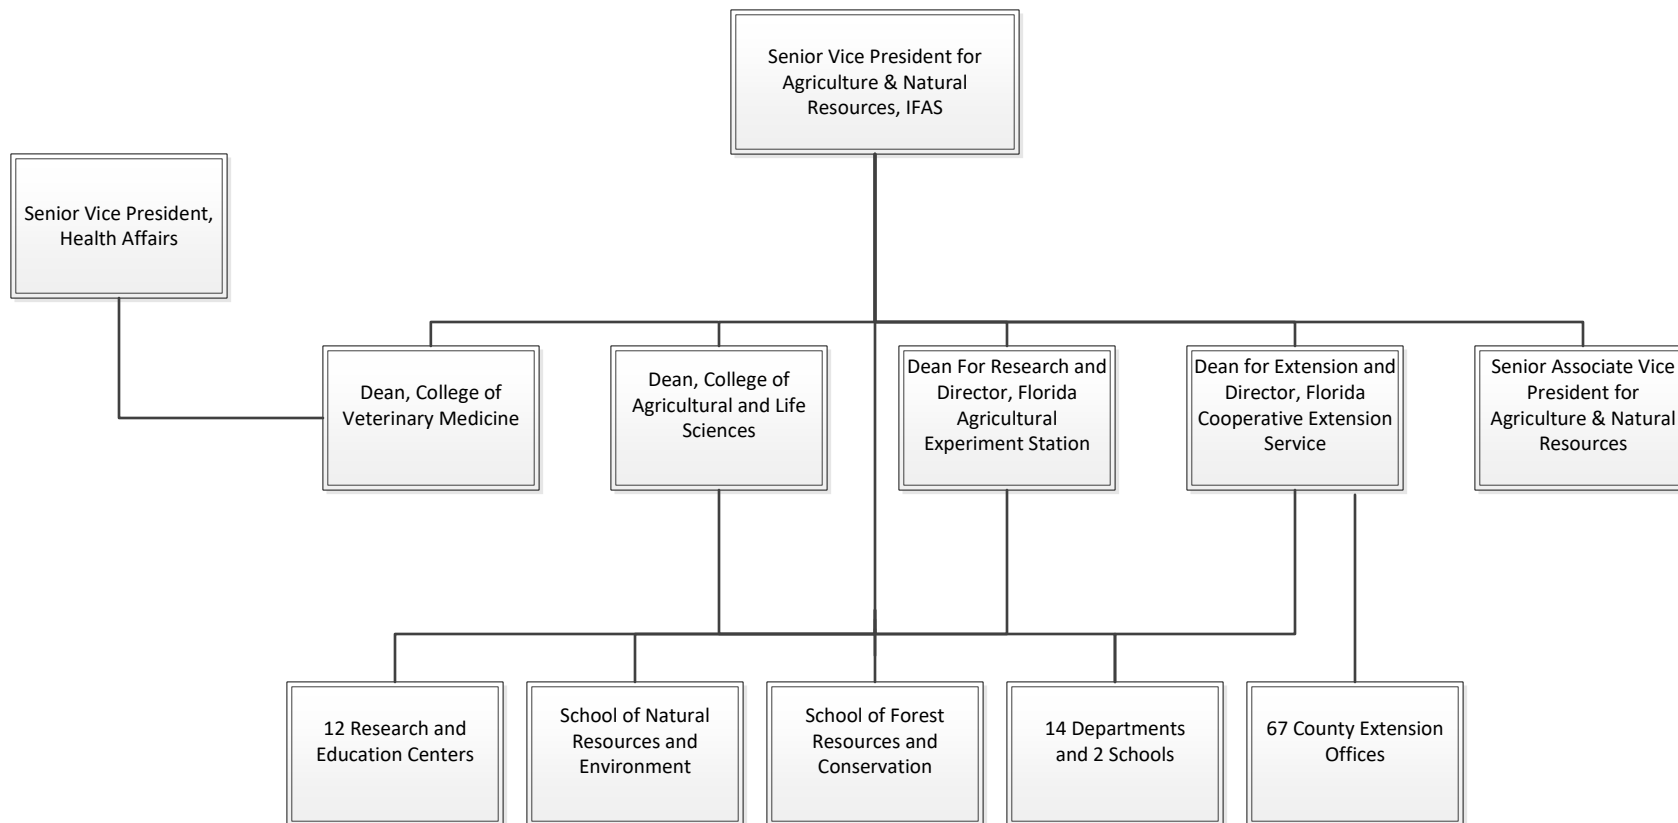 Senior Vice President for
Agriculture & Natural
Resources, IFAS
Senior Vice President,
Health Affairs
Dean, College of
Veterinary Medicine
Dean, College of
Agricultural and Life
Sciences
Dean For Research and
Director, Florida
Agricultural
Experiment Station
Dean for Extension and
Director, Florida
Cooperative Extension
Service
Senior Associate Vice
President for
Agriculture & Natural
Resources
12 Research and
Education Centers
School of Natural
Resources and
Environment
School of Forest
Resources and
Conservation
14 Departments
and 2 Schools
67 County Extension
Offices